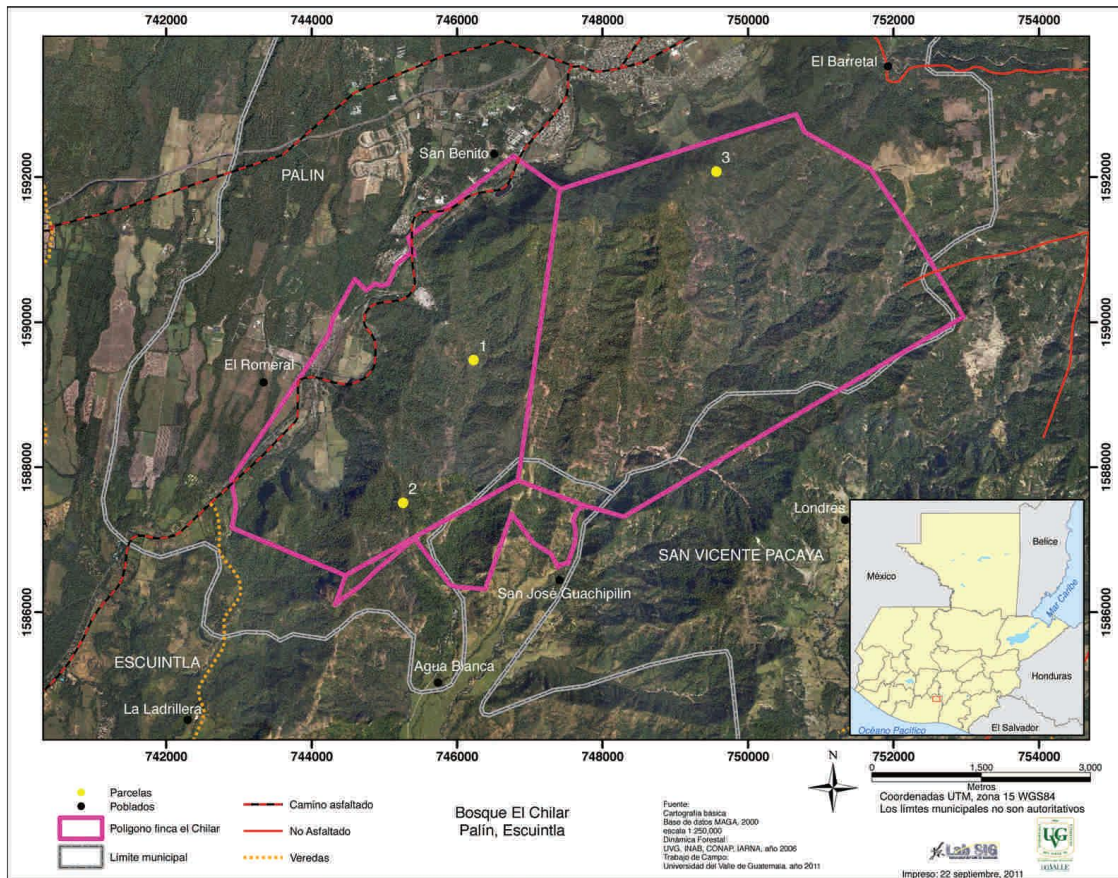 742000 744000 746000 748000 750000 752000 754000
El Barretal
San Benito
3
PALIN
1592000 1592000
1590000 1590000
1
El Romeral
1588000 1588000
2
Londres
SAN VICENTE PACAYA
San José Guachipilín
1586000 1586000
ESCUINTLA
Agua Blanca
La Ladrillera
México
Belice
Mar Caribe
Honduras
El Salvador
Océano Pacífico
742000 744000 746000 748000 750000 752000 754000
Parcelas
Poblados
Polígono finca el Chilar
Límite municipal
Camino asfaltado
No Asfaltado
Veredas
Bosque El Chilar
Palín, Escuintla
Fuente:
Cartografía básica
Base de datos MAGA, 2000
escala 1:250,000
Dinámica Forestal:
UVG, INAB, CONAP, IARNA, año 2006
Trabajo de Campo:
Universidad del Valle de Guatemala, año 2011
N
0 1,500 3,000
Metros
Coordenadas UTM, zona 15 WGS84
Los límtes municipales no son autoritativos
Lab SIG
UVG
Impreso: 22 septiembre, 2011